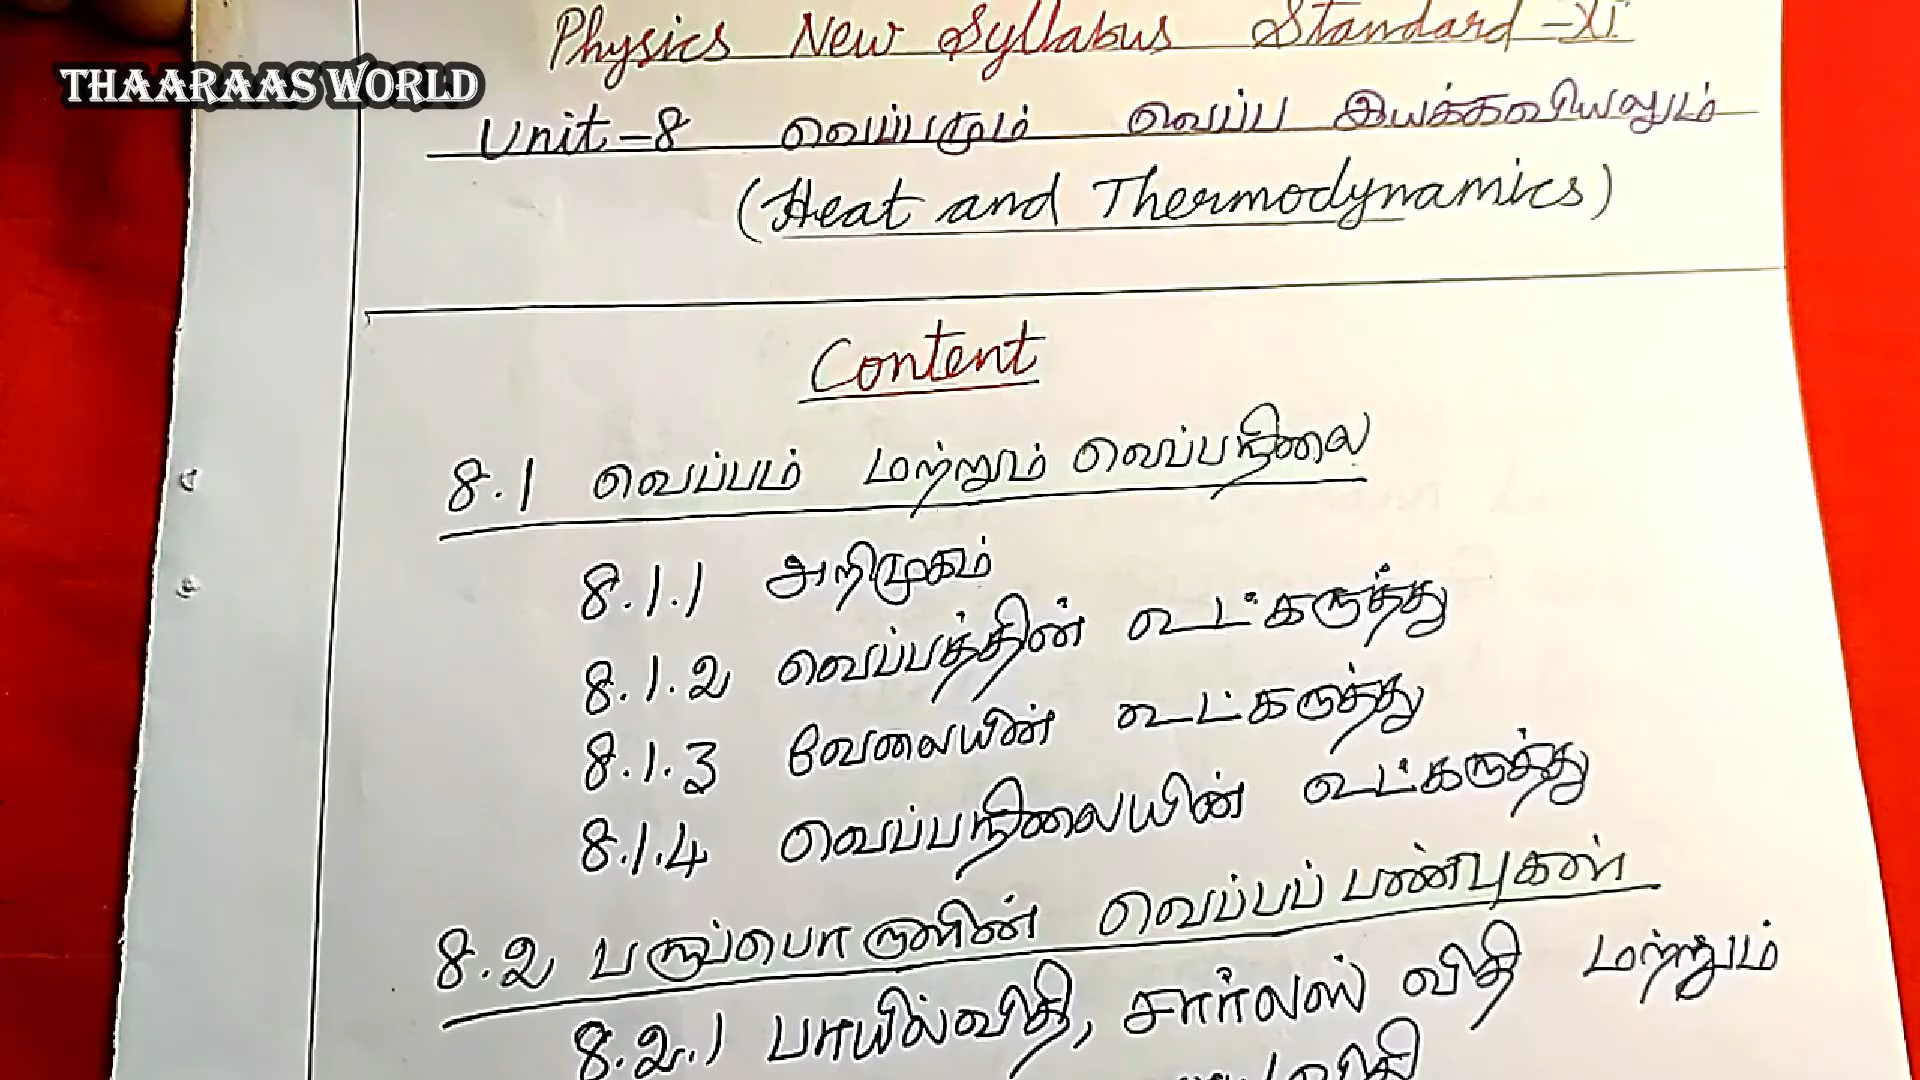 Physics New Syllabus Standard - XI
THAARAAS WORLD
Unit - 8 வெப்பமும் வெப்ப இயக்கவியலும்
(Heat and Thermodynamics)
Content
8.1 வெப்பம் மற்றும் வெப்பநிலை
8.1.1 அறிமுகம்
8.1.2 வெப்பத்தின் உட்கருத்து
8.1.3 வேலையின் உட்கருத்து
8.1.4 வெப்பநிலையின் உட்கருத்து
8.2 பருப்பொருளின் வெப்பப் பண்புகள்
8.2.1 பாயில்விதி, சார்லஸ் விதி மற்றும்